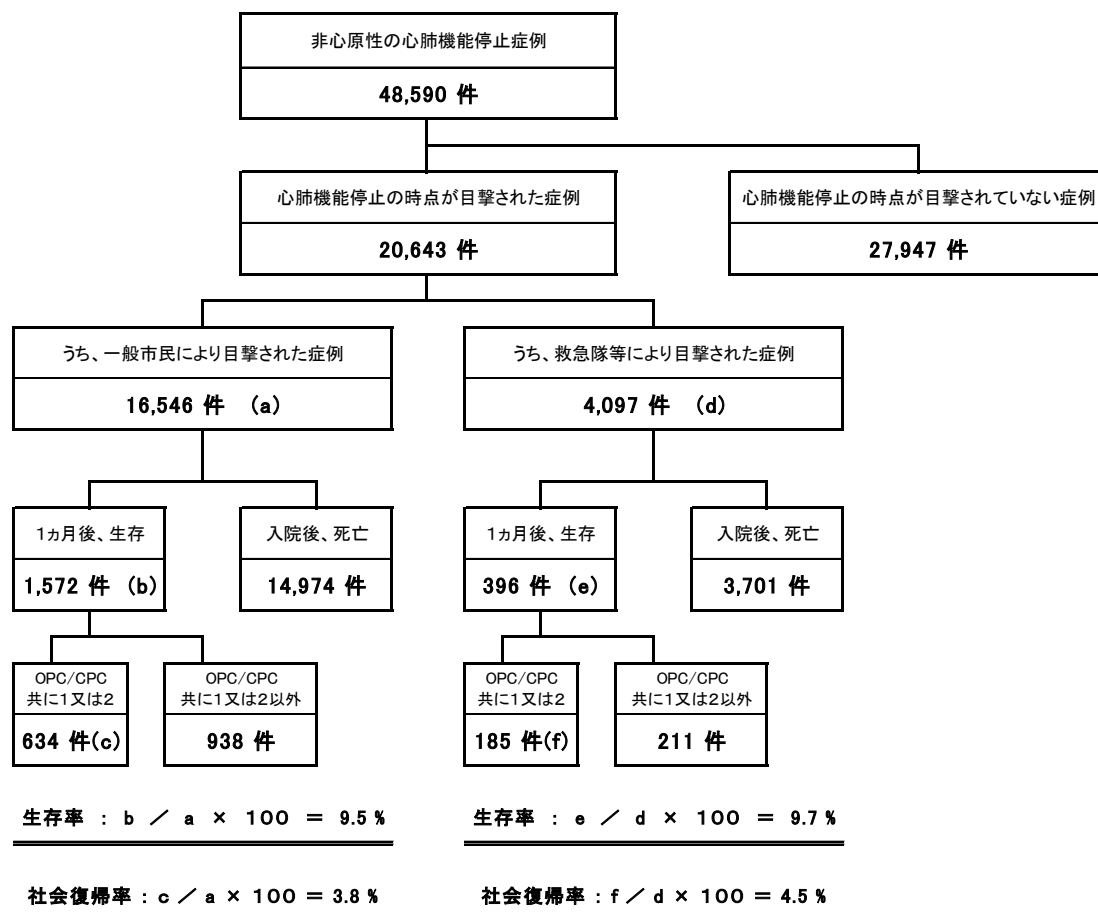 非心原性の心肺機能停止症例
48,590 件
心肺機能停止の時点が目撃された症例
20,643 件
心肺機能停止の時点が目撃されていない症例
27,947 件
うち、一般市民により目撃された症例
16,546 件 (a)
うち、救急隊等により目撃された症例
4,097 件 (d)
1ヵ月後、生存
1,572 件 (b)
入院後、死亡
14,974 件
1ヵ月後、生存
396 件 (e)
入院後、死亡
3,701 件
OPC/CPC
共に1又は2
634 件(c)
OPC/CPC
共に1又は2以外
938 件
OPC/CPC
共に1又は2
185 件(f)
OPC/CPC
共に1又は2以外
211 件
生存率 : b / a × 100 = 9.5 %
生存率 : e / d × 100 = 9.7 %
社会復帰率 : c / a × 100 = 3.8 %
社会復帰率 : f / d × 100 = 4.5 %